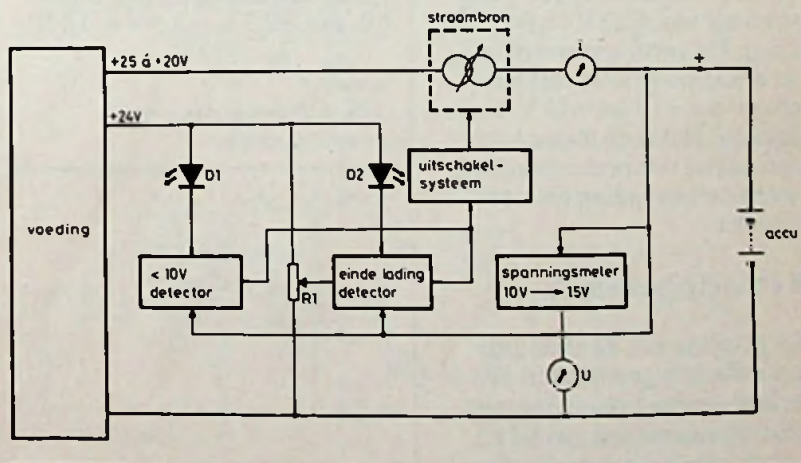 stroombron
+25 á +20V
i
+
+24V
D1
D2
uitschakel-
systeem
voeding
accu
< 10V
detector
R1
einde lading
detector
spanningsmeter
10V → 15V
U